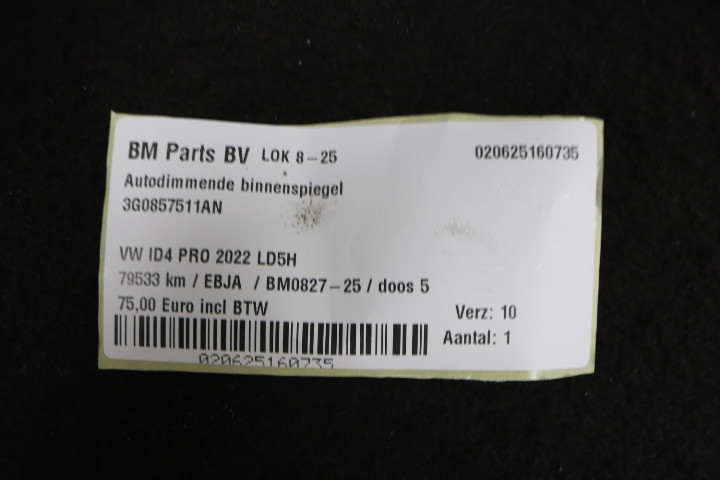 BM Parts BV LOK 8-25 020625160735
Autodimmende binnenspiegel
3G0857511AN
VW ID4 PRO 2022 LD5H
79533 km / EBJA / BM0827-25 / doos 5
75,00 Euro incl BTW Verz: 10
Aantal: 1
020625160735